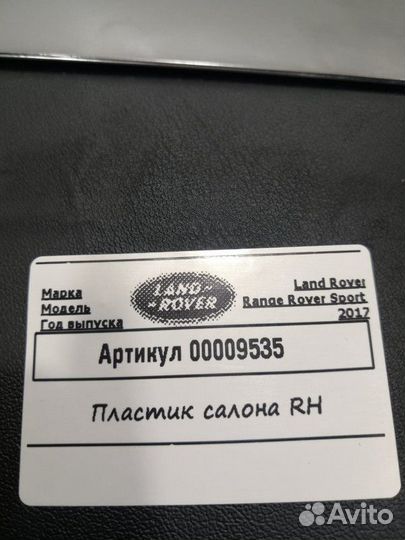 Марка
Модель
Год выпуска
LAND-
-ROVER
Land Rover
Range Rover Sport
2017
Артикул 00009535
Пластик салона RH
Avito